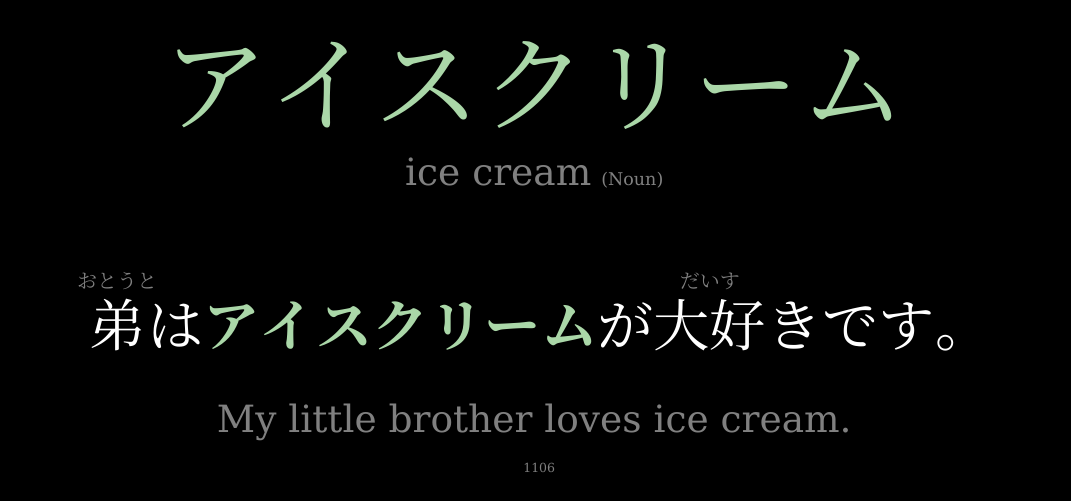 アイスクリーム
ice cream (Noun)
おとうと だいす
弟はアイスクリームが大好きです。
My little brother loves ice cream.
1106